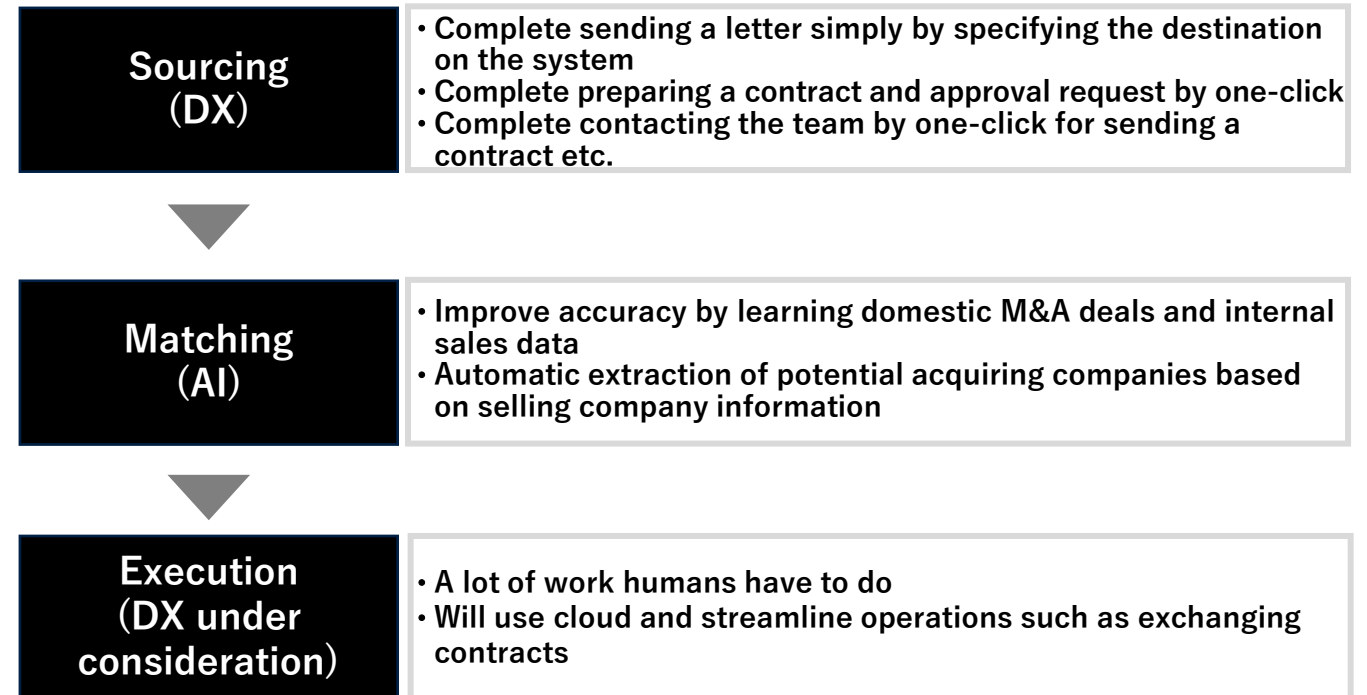 Sourcing
(DX)
・Complete sending a letter simply by specifying the destination
on the system
・Complete preparing a contract and approval request by one-click
・Complete contacting the team by one-click for sending a
contract etc.
Matching
(AI)
・Improve accuracy by learning domestic M&A deals and internal
sales data
・Automatic extraction of potential acquiring companies based
on selling company information
Execution
(DX under
consideration)
・A lot of work humans have to do
・Will use cloud and streamline operations such as exchanging
contracts